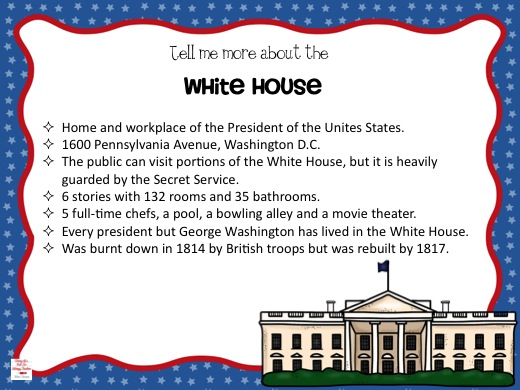 Tell me more about the
White House
✧ Home and workplace of the President of the Unites States.
✧ 1600 Pennsylvania Avenue, Washington D.C.
✧ The public can visit portions of the White House, but it is heavily
guarded by the Secret Service.
✧ 6 stories with 132 rooms and 35 bathrooms.
✧ 5 full-time chefs, a pool, a bowling alley and a movie theater.
✧ Every president but George Washington has lived in the White House.
✧ Was burnt down in 1814 by British troops but was rebuilt by 1817.